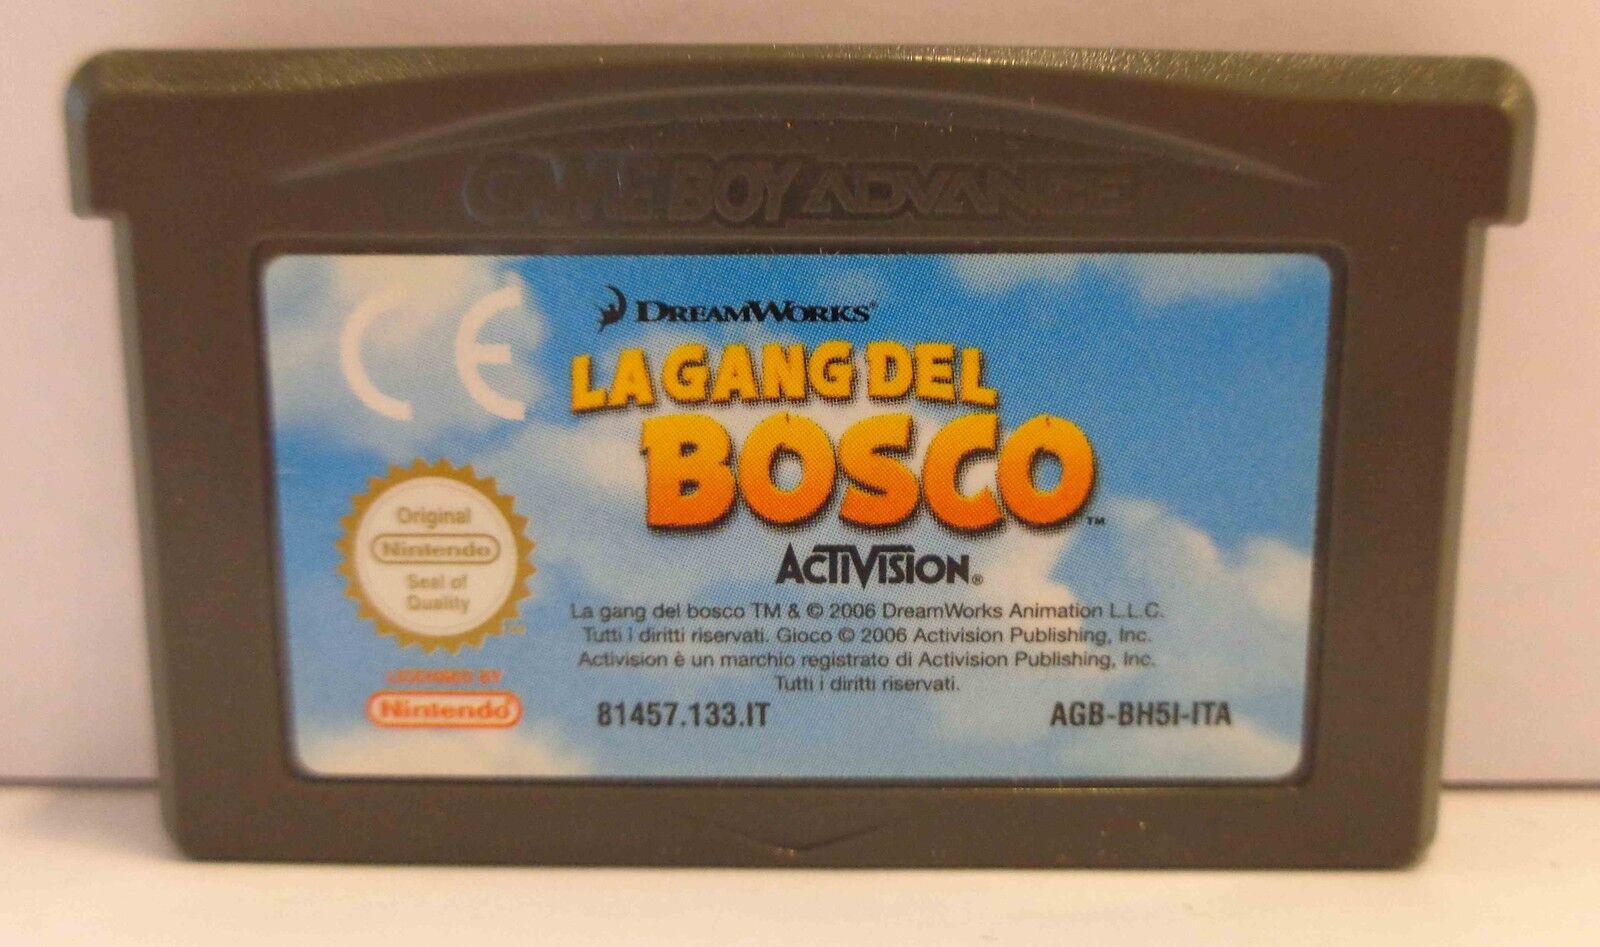 GAME BOY ADVANCE
CE
DREAMWORKS®
LA GANG DEL
BOSCO™
ACTIVISION®
Original
Nintendo
Seal of
Quality™
La gang del bosco TM & © 2006 DreamWorks Animation L.L.C.
Tutti i diritti riservati. Gioco © 2006 Activision Publishing, Inc.
Activision è un marchio registrato di Activision Publishing, Inc.
Tutti i diritti riservati.
LICENSED BY
Nintendo®
81457.133.IT
AGB-BH5I-ITA